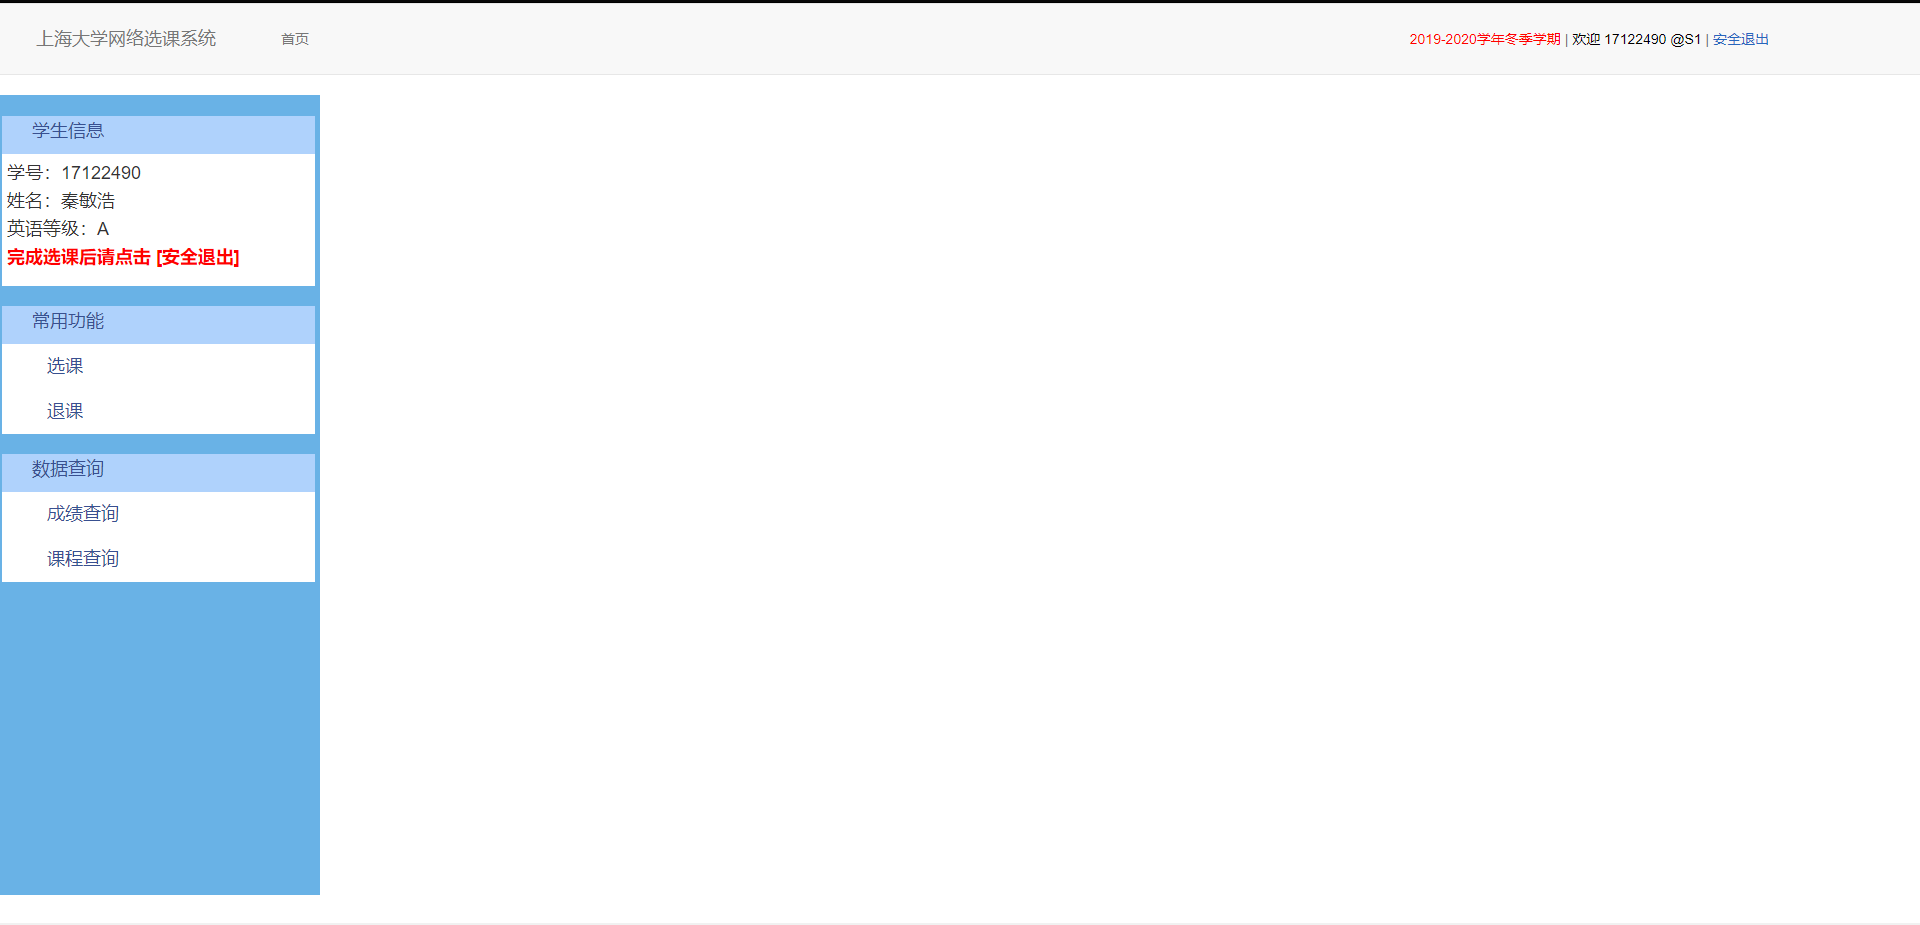 上海大学网络选课系统 首页 2019-2020学年冬季学期 | 欢迎 17122490 @S1 | 安全退出
学生信息
学号：17122490
姓名：秦敏浩
英语等级：A
完成选课后请点击 [安全退出]
常用功能
选课
退课
数据查询
成绩查询
课程查询